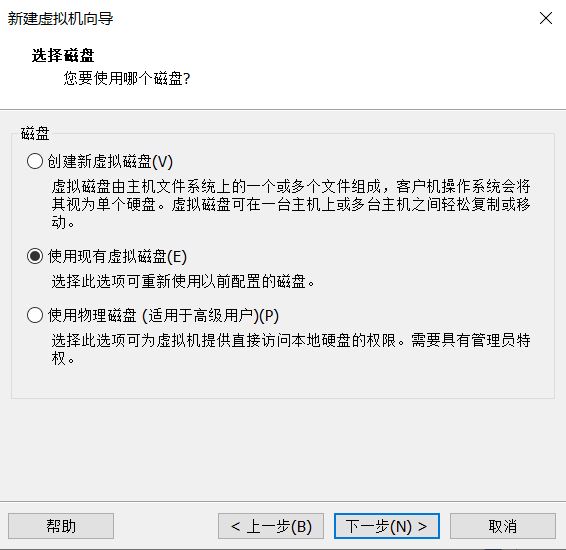 新建虚拟机向导
选择磁盘
您要使用哪个磁盘?
磁盘
创建新虚拟磁盘(V)
虚拟磁盘由主机文件系统上的一个或多个文件组成，客户机操作系统会将
其视为单个硬盘。虚拟磁盘可在一台主机上或多台主机之间轻松复制或移
动。
使用现有虚拟磁盘(E)
选择此选项可重新使用以前配置的磁盘。
使用物理磁盘 (适用于高级用户)(P)
选择此选项可为虚拟机提供直接访问本地硬盘的权限。需要具有管理员特
权。
帮助
< 上一步(B)
下一步(N) >
取消